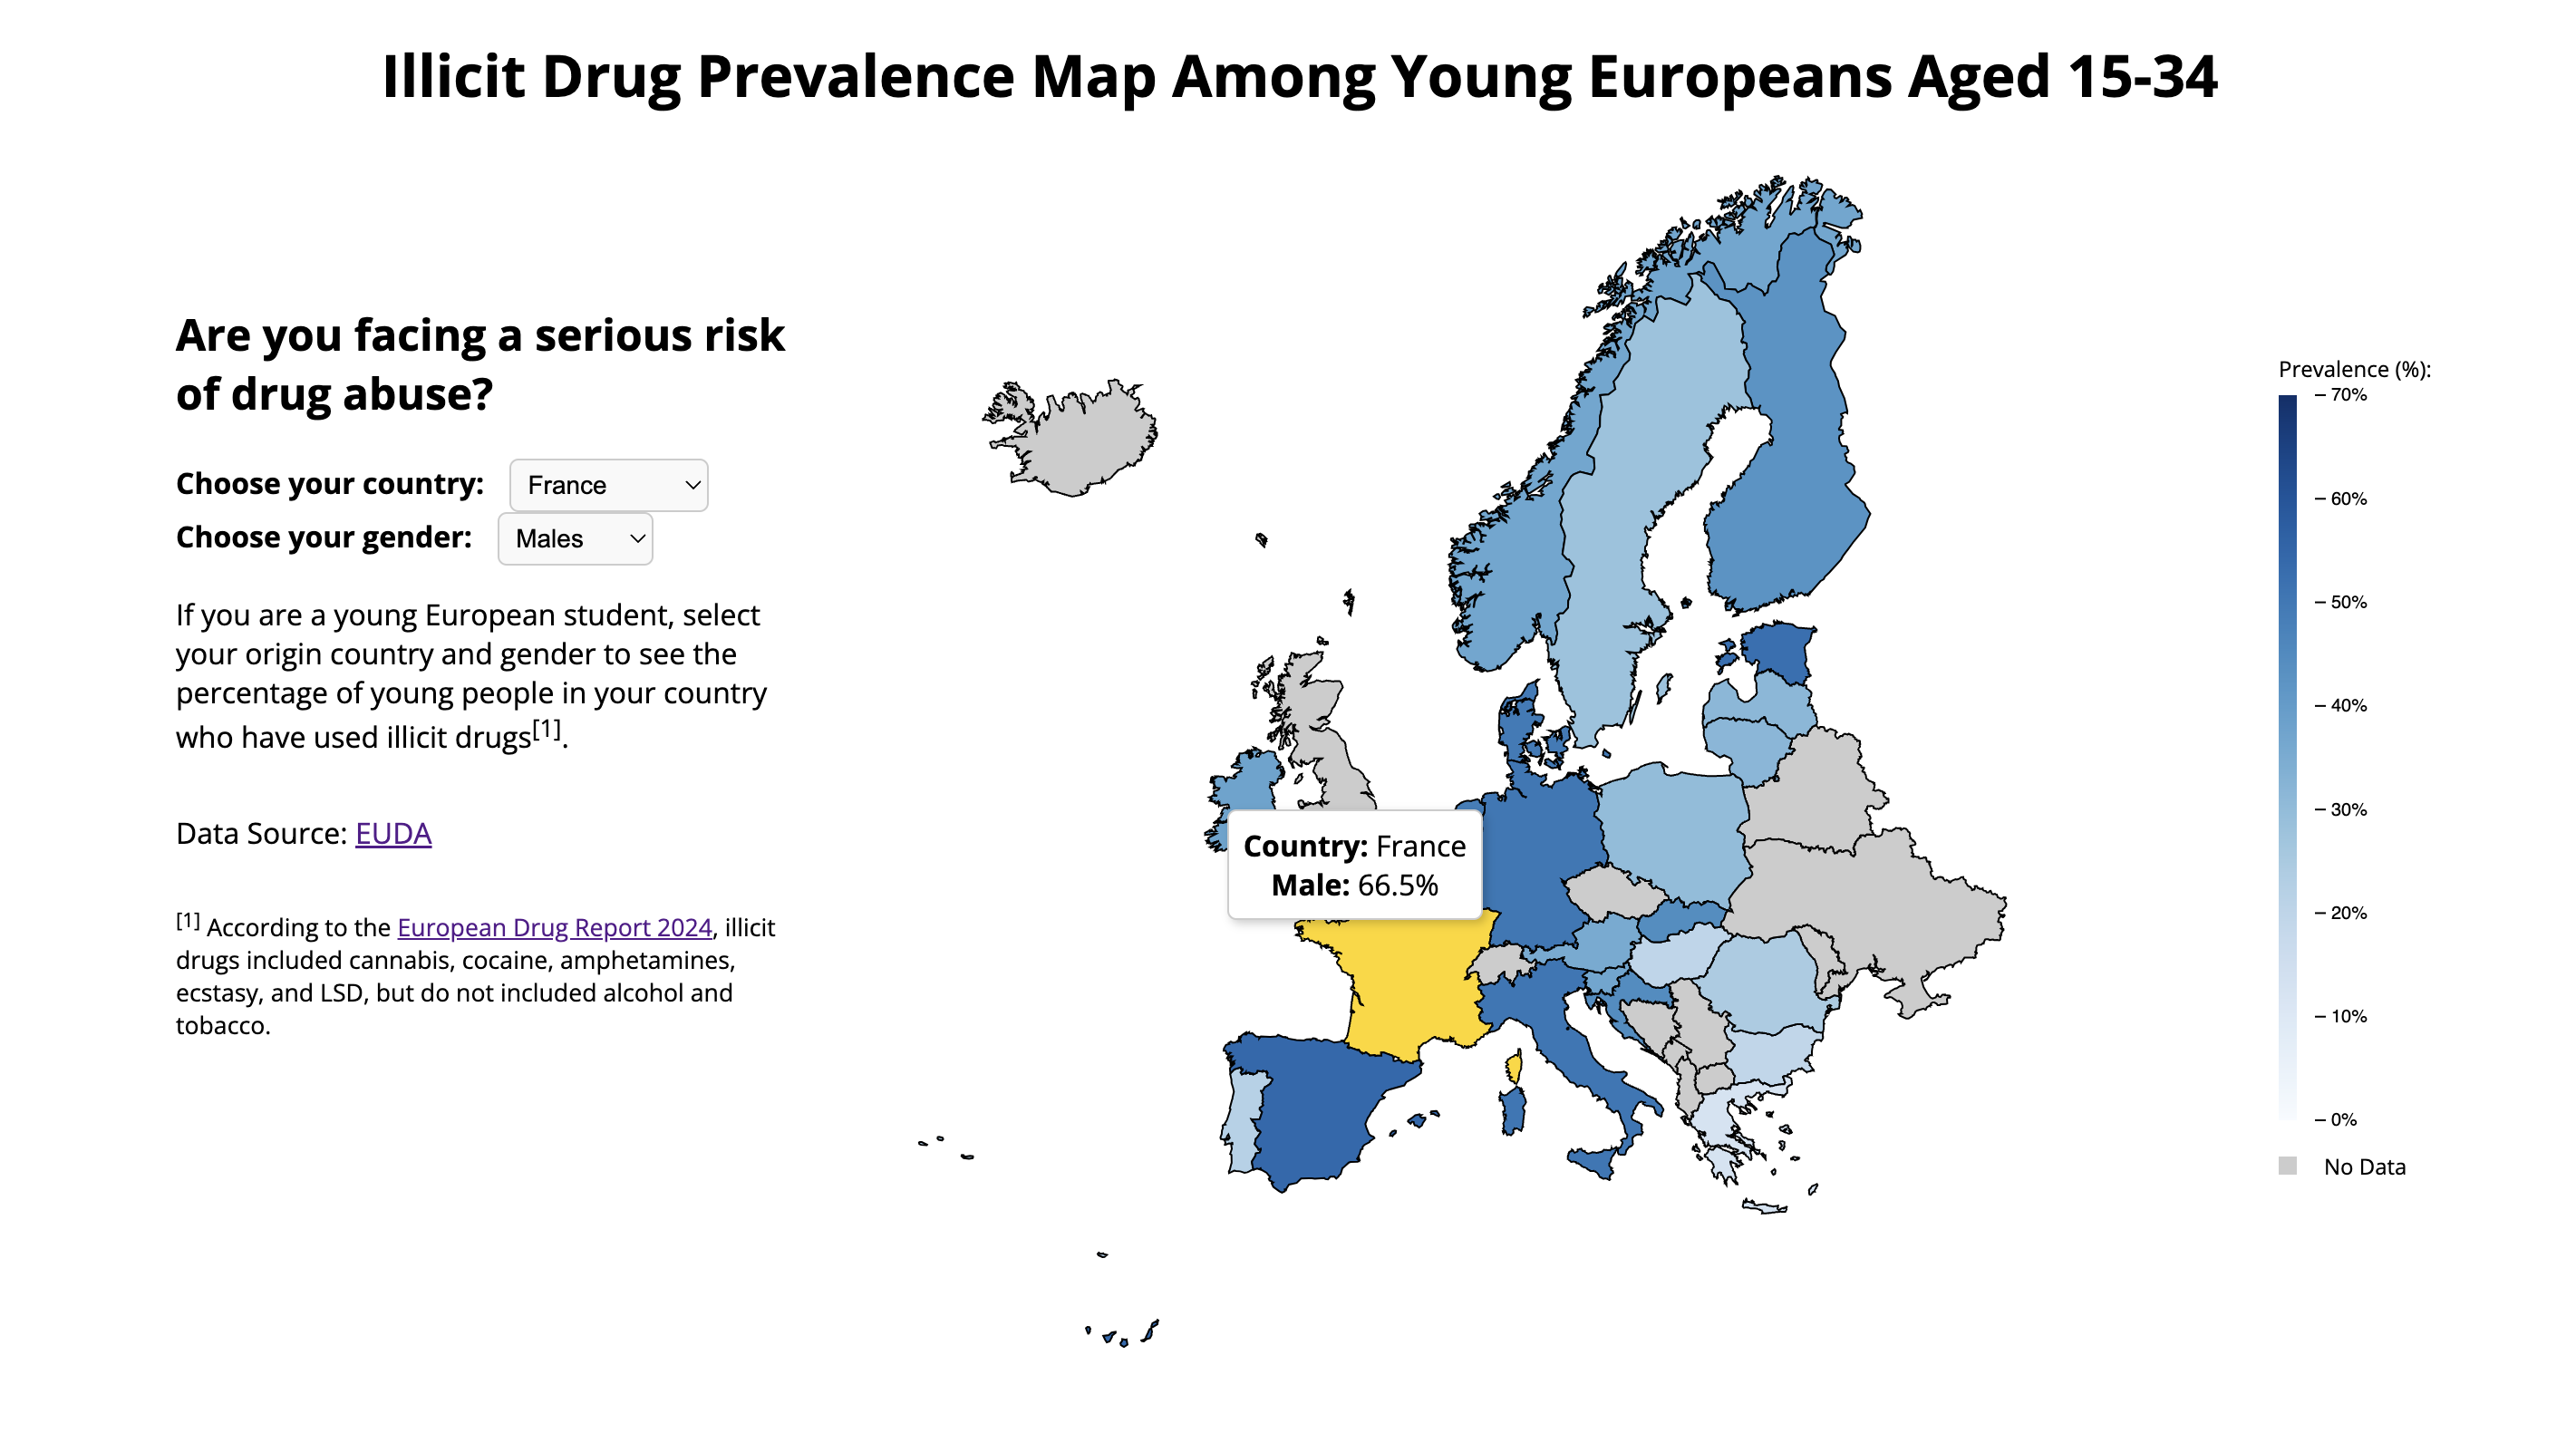 Illicit Drug Prevalence Map Among Young Europeans Aged 15-34
Are you facing a serious risk
of drug abuse?
Choose your country: France
Choose your gender: Males
If you are a young European student, select
your origin country and gender to see the
percentage of young people in your country
who have used illicit drugs[1].
Data Source: EUDA
[1] According to the European Drug Report 2024, illicit
drugs included cannabis, cocaine, amphetamines,
ecstasy, and LSD, but do not included alcohol and
tobacco.
Country: France
Male: 66.5%
Prevalence (%):
70%
60%
50%
40%
30%
20%
10%
0%
No Data